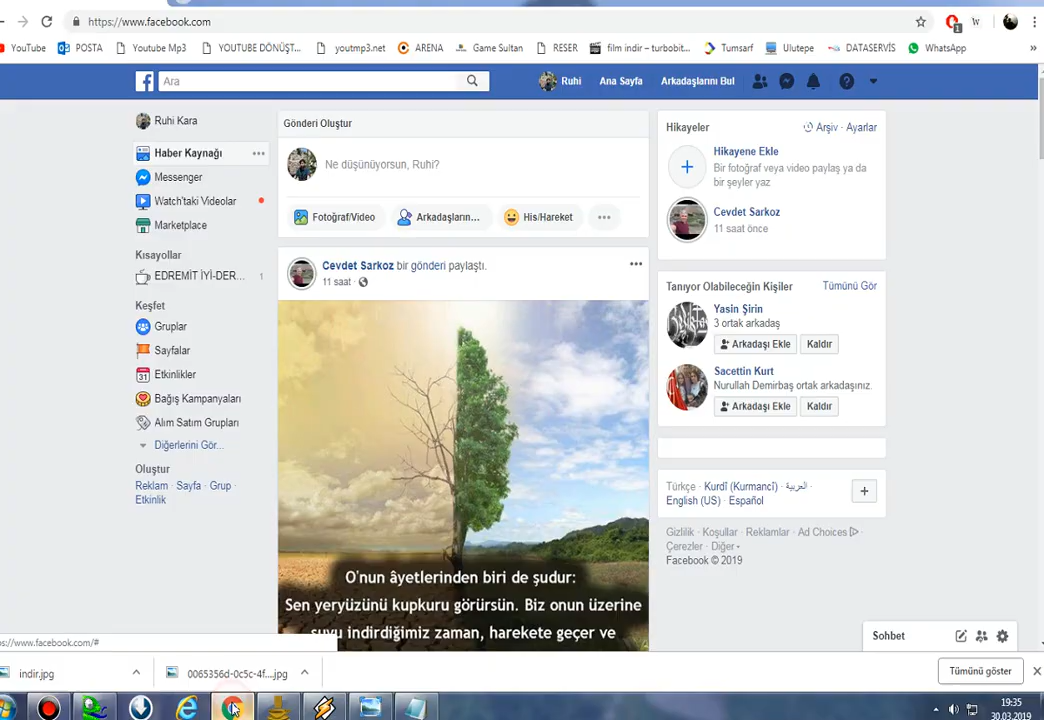 https://www.facebook.com
1
YouTube
POSTA
Youtube Mp3
YOUTUBE DÖNÜŞT...
youtmp3.net
ARENA
Game Sultan
RESER
film indir – turbobit...
Tumsarf
Ulutepe
DATASERVİS
WhatsApp
»
Ara
Ruhi
Ana Sayfa
Arkadaşlarını Bul
Ruhi Kara
Haber Kaynağı
Messenger
Watch'taki Videolar
Marketplace
Kısayollar
EDREMİT İYİ-DER... 1
Keşfet
Gruplar
Sayfalar
31 Etkinlikler
Bağış Kampanyaları
Alım Satım Grupları
Diğerlerini Gör...
Oluştur
Reklam · Sayfa · Grup ·
Etkinlik
Gönderi Oluştur
Ne düşünüyorsun, Ruhi?
Fotoğraf/Video
Arkadaşların...
His/Hareket
Cevdet Sarkoz bir gönderi paylaştı.
11 saat ·
O'nun âyetlerinden biri de şudur:
Sen yeryüzünü kupkuru görürsün. Biz onun üzerine
suyu indirdiğimiz zaman, harekete geçer ve
Hikayeler
Arşiv · Ayarlar
Hikayene Ekle
Bir fotoğraf veya video paylaş ya da
bir şeyler yaz
Cevdet Sarkoz
11 saat önce
Tanıyor Olabileceğin Kişiler
Tümünü Gör
Yasin Şirin
3 ortak arkadaş
Arkadaşı Ekle
Kaldır
Sacettin Kurt
Nurullah Demirbaş ortak arkadaşınız.
Arkadaşı Ekle
Kaldır
Türkçe · Kurdî (Kurmancî) · العربية ·
English (US) · Español
Gizlilik · Koşullar · Reklamlar · Ad Choices ·
Çerezler · Diğer
Facebook © 2019
Sohbet
ps://www.facebook.com/#
indir.jpg
0065356d-0c5c-4f....jpg
Tümünü göster
19:35
30.03.2019